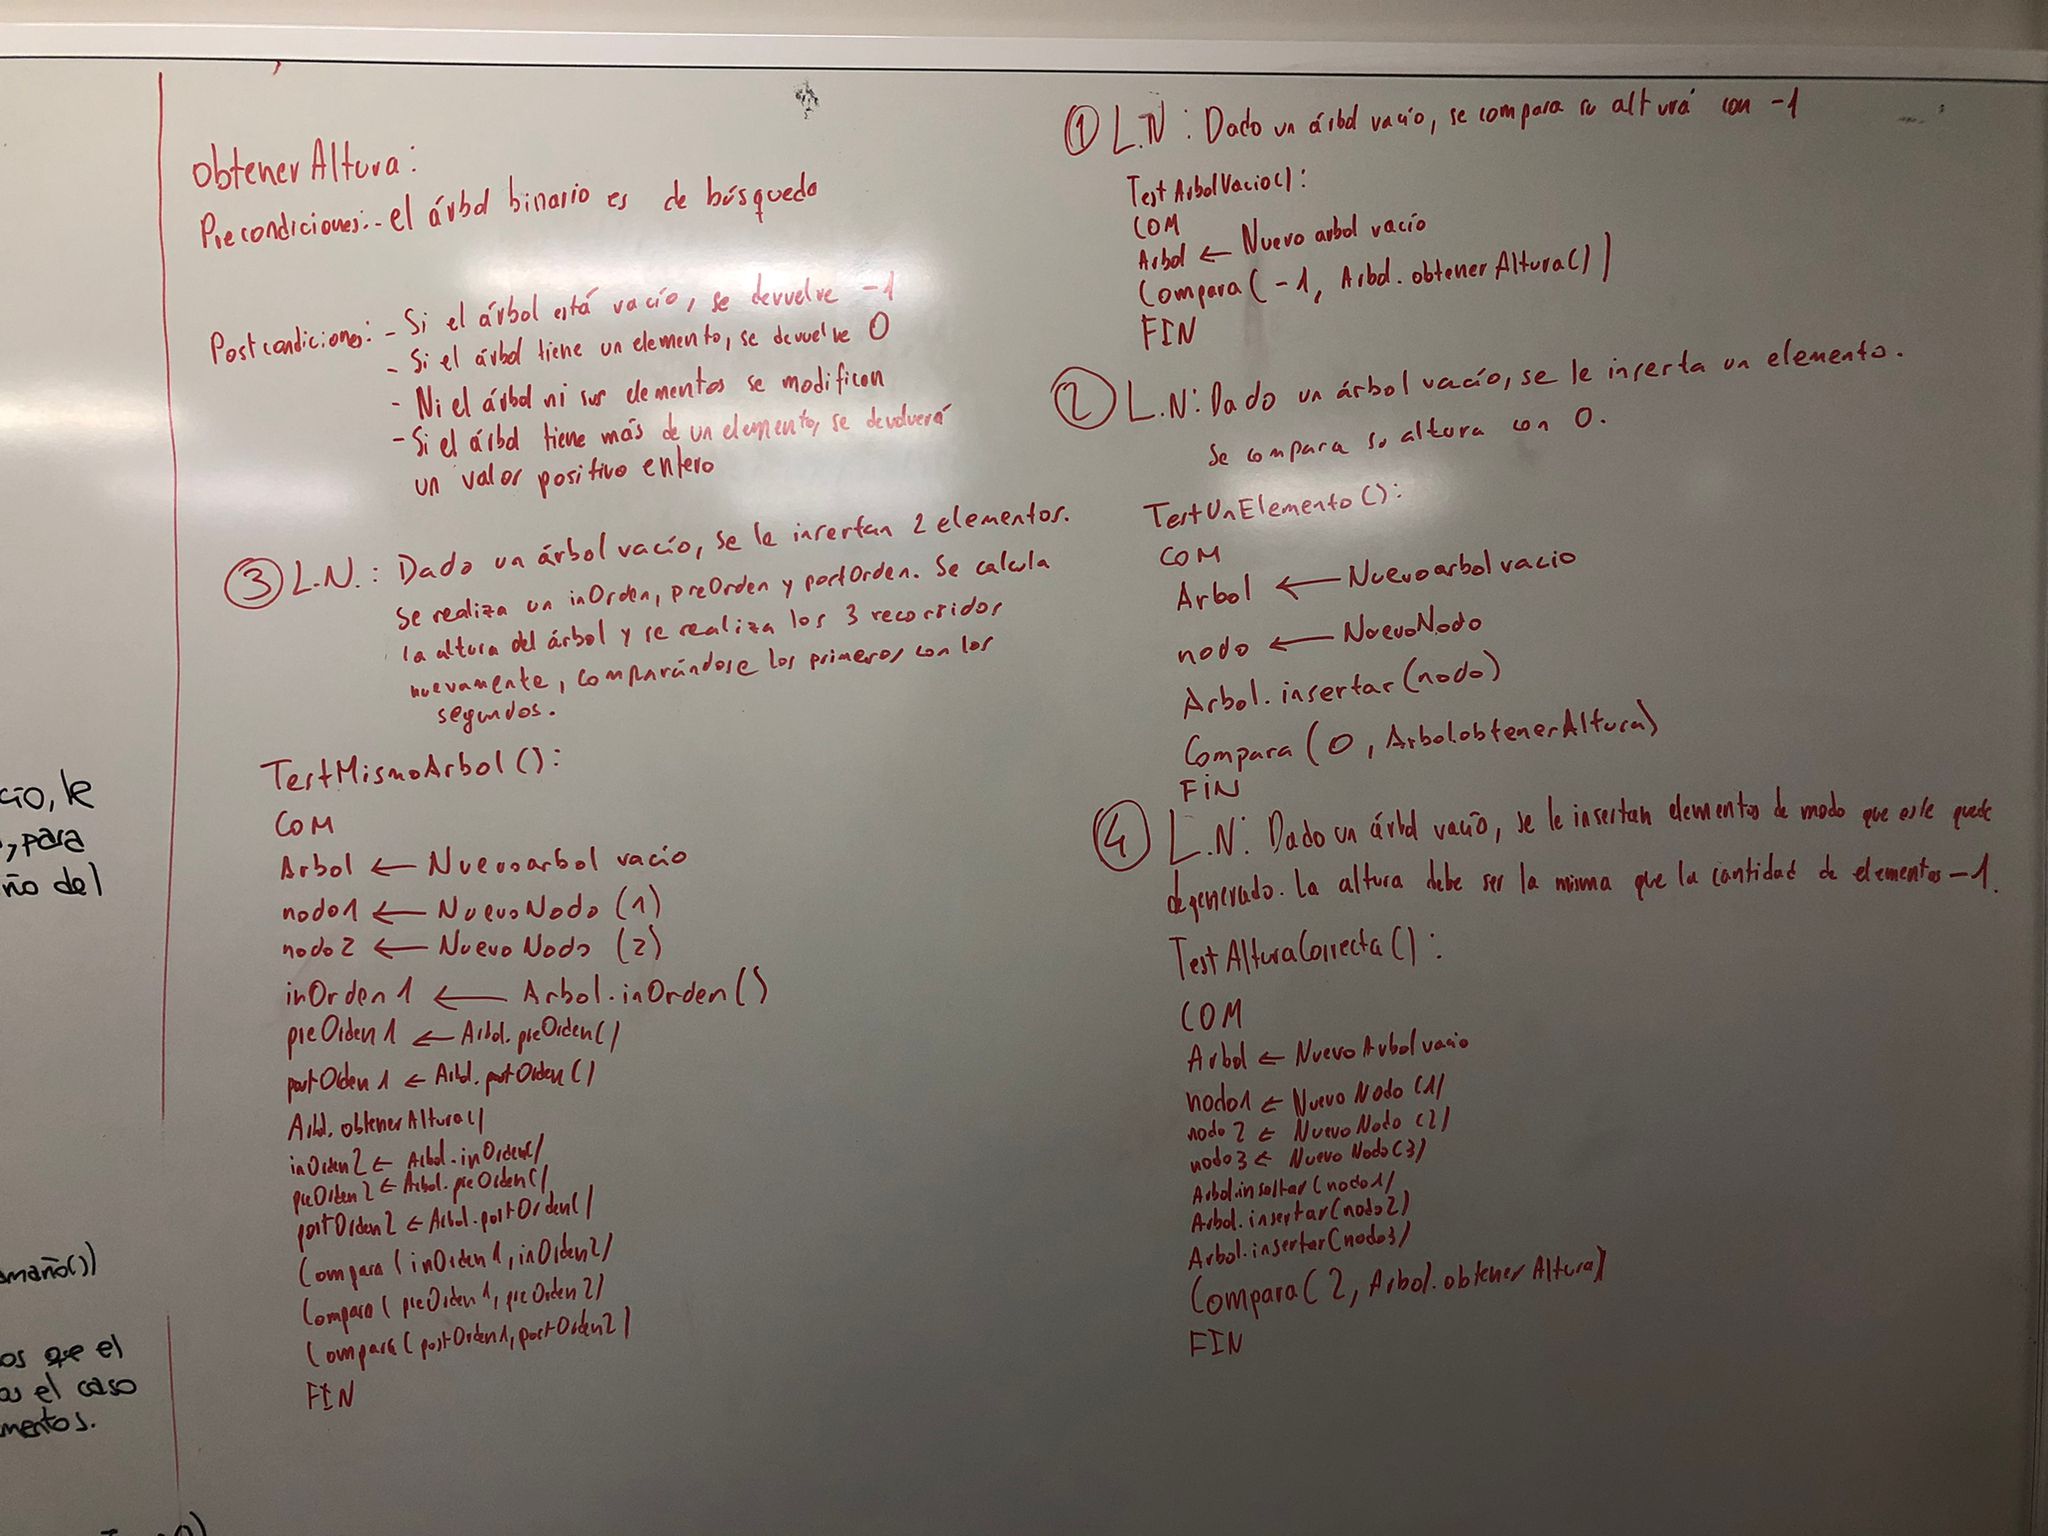 ObtenerAltura:
Precondiciones:- el árbol binario es de búsqueda
Postcondiciones: - Si el árbol está vacío, se devuelve -1
- Si el árbol tiene un elemento, se devuelve 0
- Ni el árbol ni sus elementos se modifican
- Si el árbol tiene más de un elemento, se devolverá
un valor positivo entero
③ L.N.: Dado un árbol vacío, se le insertan 2 elementos.
Se realiza un inOrden, preOrden y postOrden. Se calcula
la altura del árbol y se realiza los 3 recorridos
nuevamente, comparándose los primeros con los
segundos.
TestMismoArbol():
COM
Arbol ← Nuevo arbol vacio
nodo1 ← NuevoNodo (1)
nodo2 ← NuevoNodo (2)
inOrden1 ← Arbol.inOrden()
preOrden1 ← Arbol.preOrden()
postOrden1 ← Arbol.postOrden()
Arbol.obtenerAltura()
inOrden2 ← Arbol.inOrden()
preOrden2 ← Arbol.preOrden()
postOrden2 ← Arbol.postOrden()
Compara (inOrden1, inOrden2)
Compara (preOrden1, preOrden2)
Compara (postOrden1, postOrden2)
FIN
① L.N: Dado un árbol vacío, se compara su altura con -1
TestArbolVacio():
COM
Arbol ← Nuevo arbol vacío
Compara(-1, Arbol.obtenerAltura())
FIN
② L.N: Dado un árbol vacío, se le inserta un elemento.
Se compara su altura con 0.
TestUnElemento():
COM
Arbol ← Nuevo arbol vacio
nodo ← NuevoNodo
Arbol.insertar(nodo)
Compara (0, Arbol.obtenerAltura)
FIN
④ L.N: Dado un árbol vacío, se le insertan elementos de modo que este quede
degenerado. La altura debe ser la misma que la cantidad de elementos -1.
TestAlturaCorrecta():
COM
Arbol ← Nuevo Arbol vacio
nodo1 ← Nuevo Nodo (1)
nodo2 ← Nuevo Nodo (2)
nodo3 ← Nuevo Nodo (3)
Arbol.insertar(nodo1)
Arbol.insertar(nodo2)
Arbol.insertar(nodo3)
Compara(2, Arbol.obtenerAltura)
FIN
cío, le
, para
ño del
amaño())
os que el
el caso
mentos.